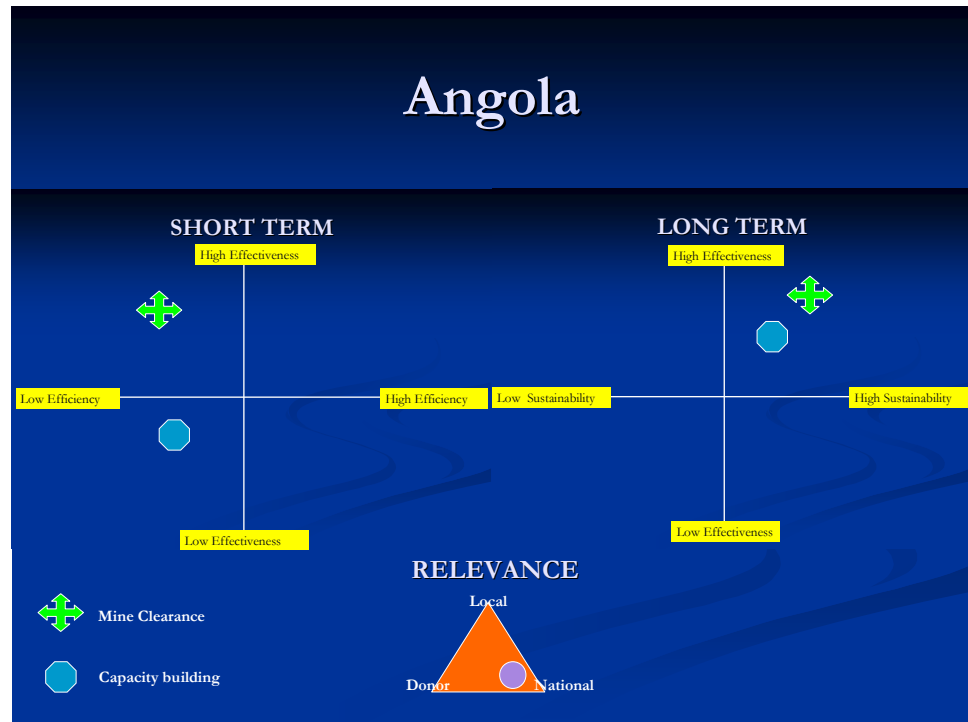 Angola
SHORT TERM
High Effectiveness
Low Efficiency
High Efficiency
Low Effectiveness
LONG TERM
High Effectiveness
Low Sustainability
High Sustainability
Low Effectiveness
RELEVANCE
Local
Donor
National
Mine Clearance
Capacity building